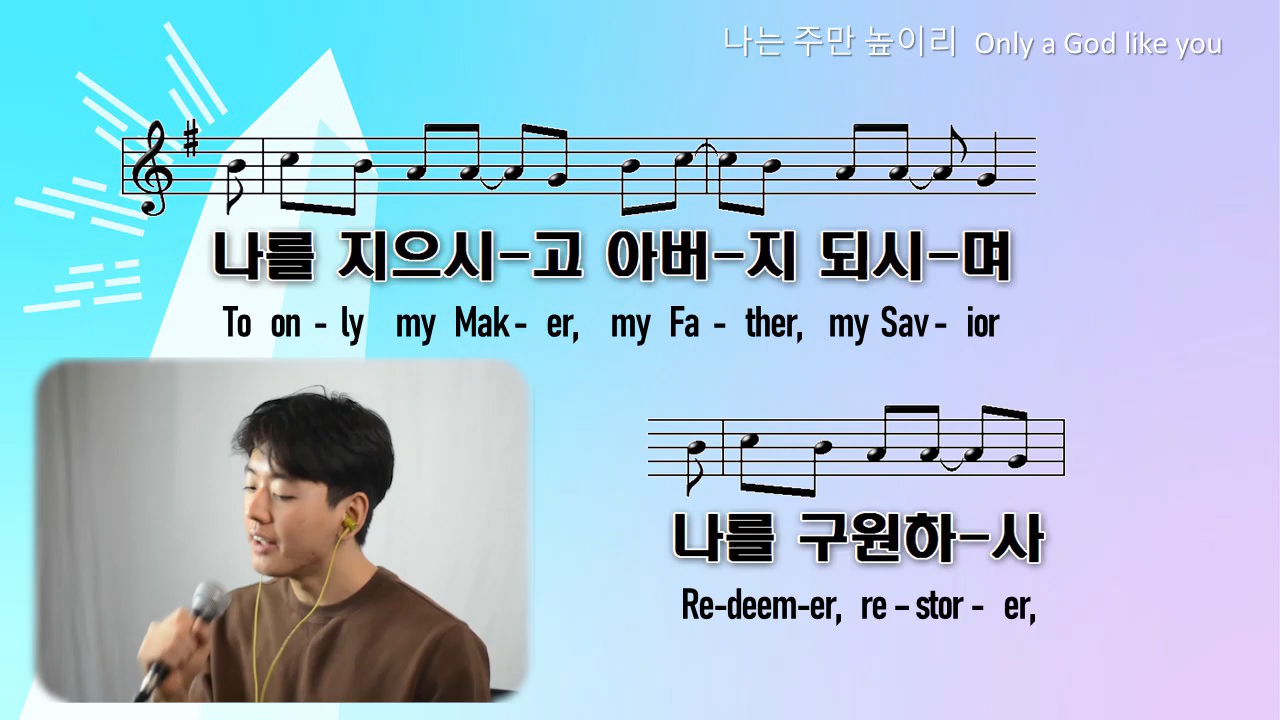 나는 주만 높이리 Only a God like you
나를 지으시-고 아버-지 되시-며
To on - ly my Mak - er, my Fa - ther, my Sav - ior
나를 구원하-사
Re-deem-er, re - stor - er,